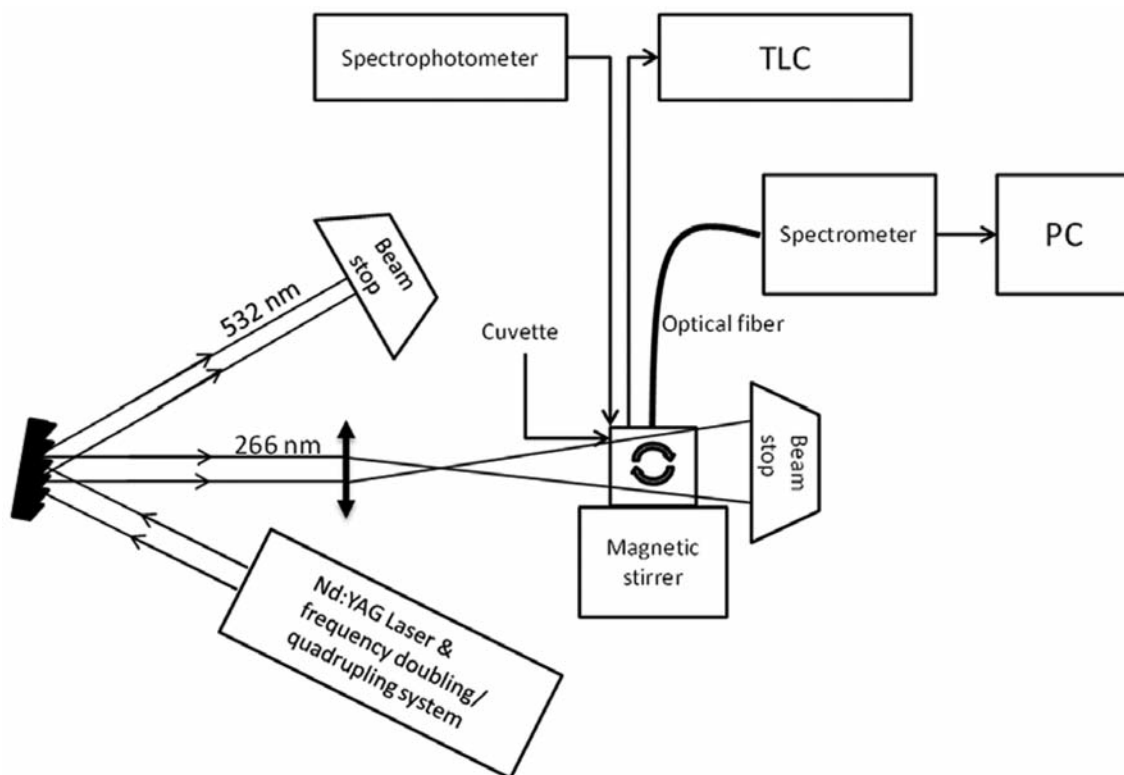 Spectrophotometer
TLC
Spectrometer
PC
Beam
stop
532 nm
Optical fiber
Cuvette
266 nm
Beam
stop
Magnetic
stirrer
Nd:YAG Laser &
frequency doubling/
quadrupling system